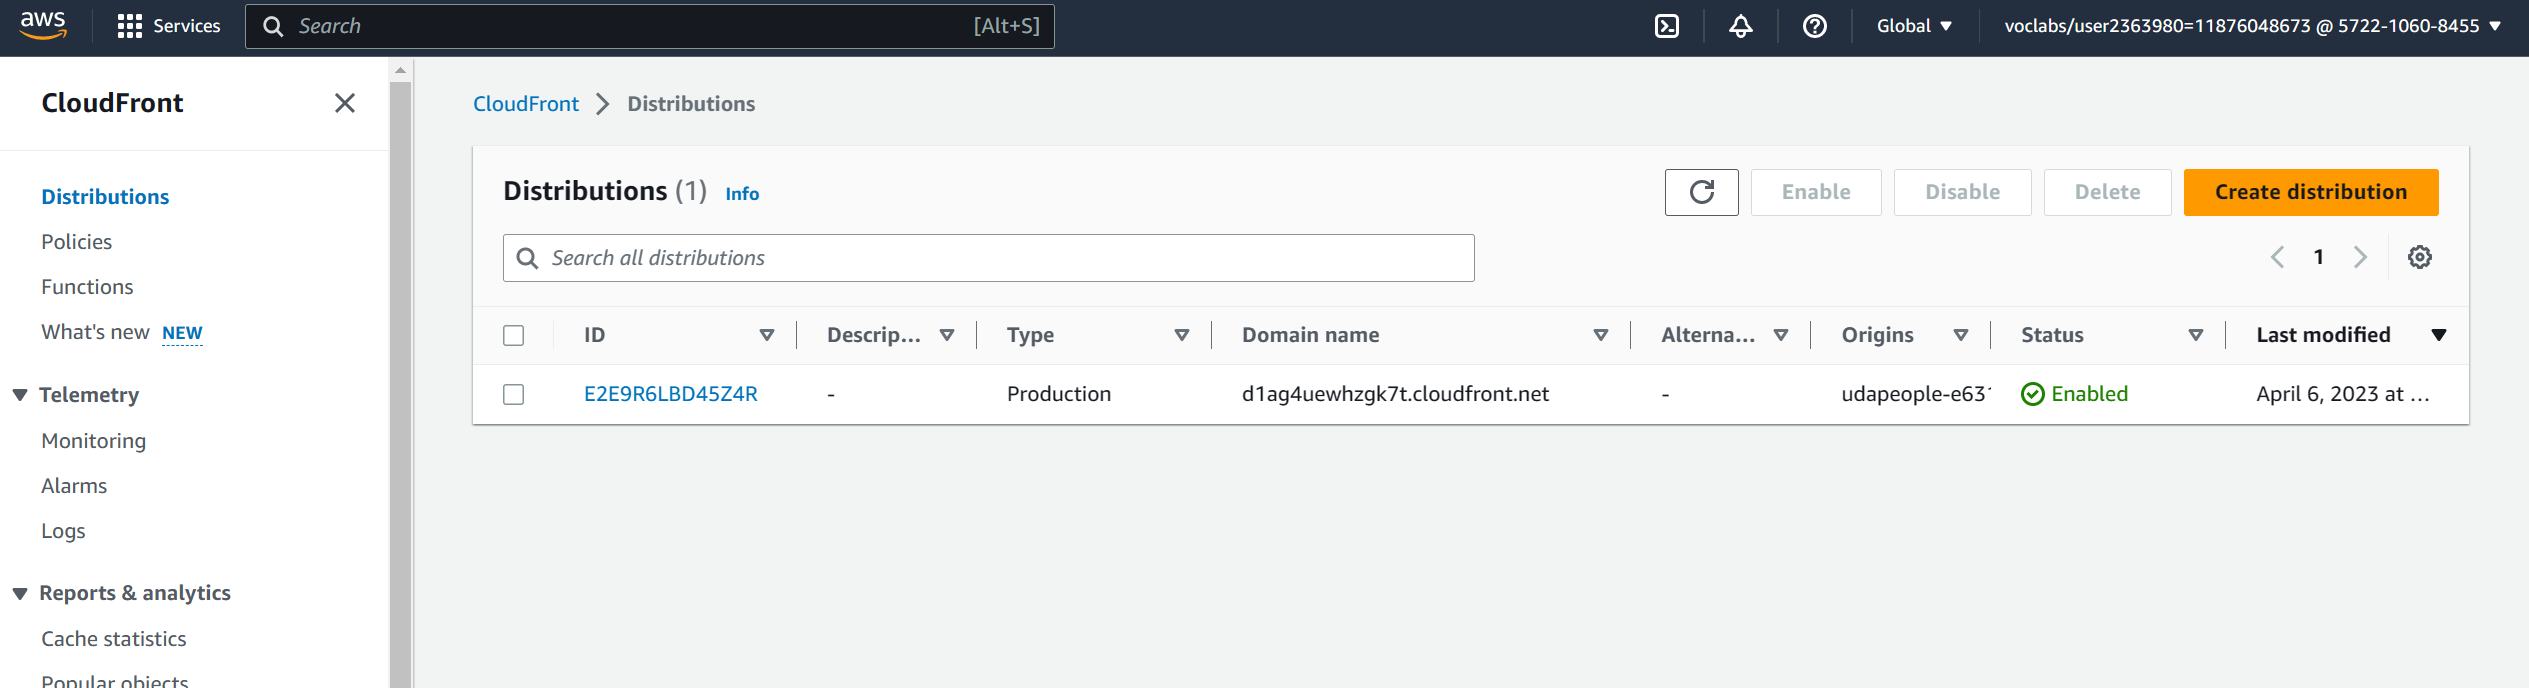 aws Services Search [Alt+S] Global voclabs/user2363980=11876048673 @ 5722-1060-8455
CloudFront
Distributions
Policies
Functions
What's new NEW
Telemetry
Monitoring
Alarms
Logs
Reports & analytics
Cache statistics
Popular objects
CloudFront Distributions
Distributions (1) Info Enable Disable Delete Create distribution
Search all distributions 1
ID Descrip... Type Domain name Alterna... Origins Status Last modified
E2E9R6LBD45Z4R - Production d1ag4uewhzgk7t.cloudfront.net - udapeople-e631 Enabled April 6, 2023 at ...